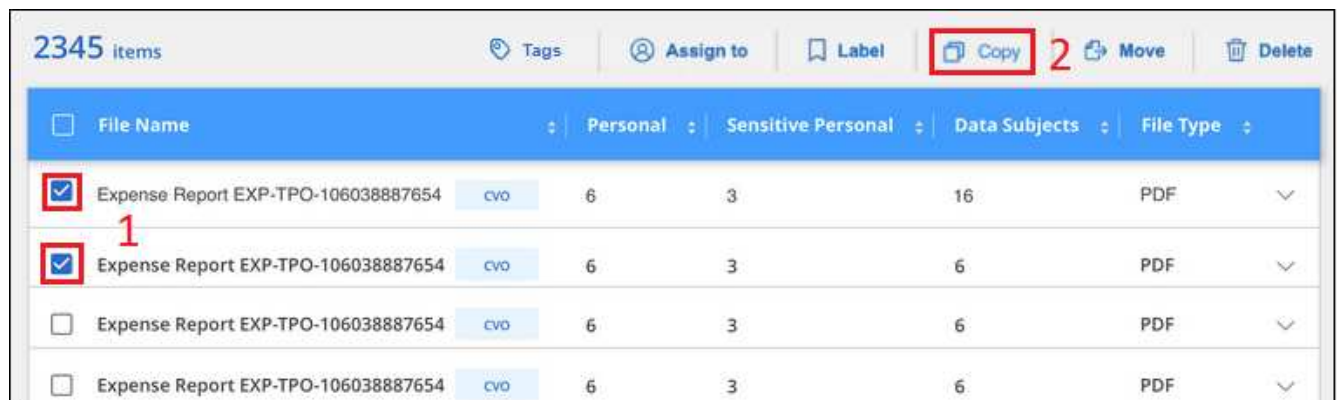 2345 items Tags Assign to Label Copy 2 Move Delete
File Name Personal Sensitive Personal Data Subjects File Type
Expense Report EXP-TPO-106038887654 CVO 6 3 16 PDF
1
Expense Report EXP-TPO-106038887654 CVO 6 3 6 PDF
Expense Report EXP-TPO-106038887654 CVO 6 3 6 PDF
Expense Report EXP-TPO-106038887654 CVO 6 3 6 PDF